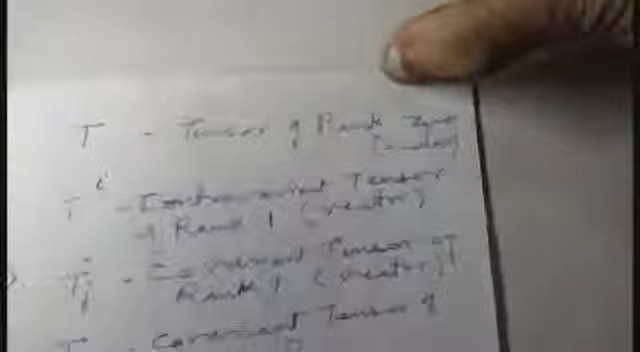 T - Tensor of Rank Zero
(scalar)
T^i - Contravariant Tensor
of Rank 1 (vector)
T_j - Covariant Tensor of
Rank 1 (vector)
T - Covariant Tensor of